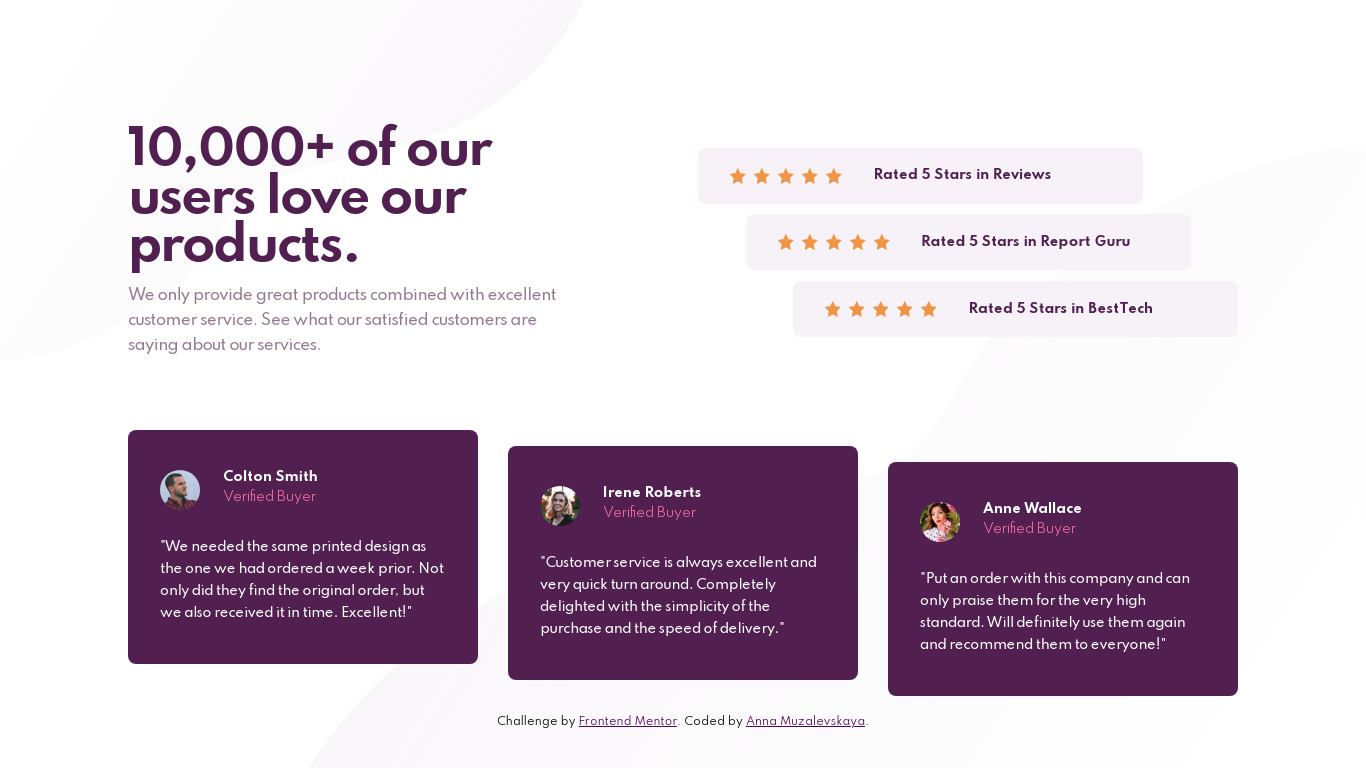 10,000+ of our
users love our
products.
We only provide great products combined with excellent
customer service. See what our satisfied customers are
saying about our services.
Rated 5 Stars in Reviews
Rated 5 Stars in Report Guru
Rated 5 Stars in BestTech
Colton Smith
Verified Buyer
"We needed the same printed design as
the one we had ordered a week prior. Not
only did they find the original order, but
we also received it in time. Excellent!"
Irene Roberts
Verified Buyer
"Customer service is always excellent and
very quick turn around. Completely
delighted with the simplicity of the
purchase and the speed of delivery."
Anne Wallace
Verified Buyer
"Put an order with this company and can
only praise them for the very high
standard. Will definitely use them again
and recommend them to everyone!"
Challenge by Frontend Mentor. Coded by Anna Muzalevskaya.